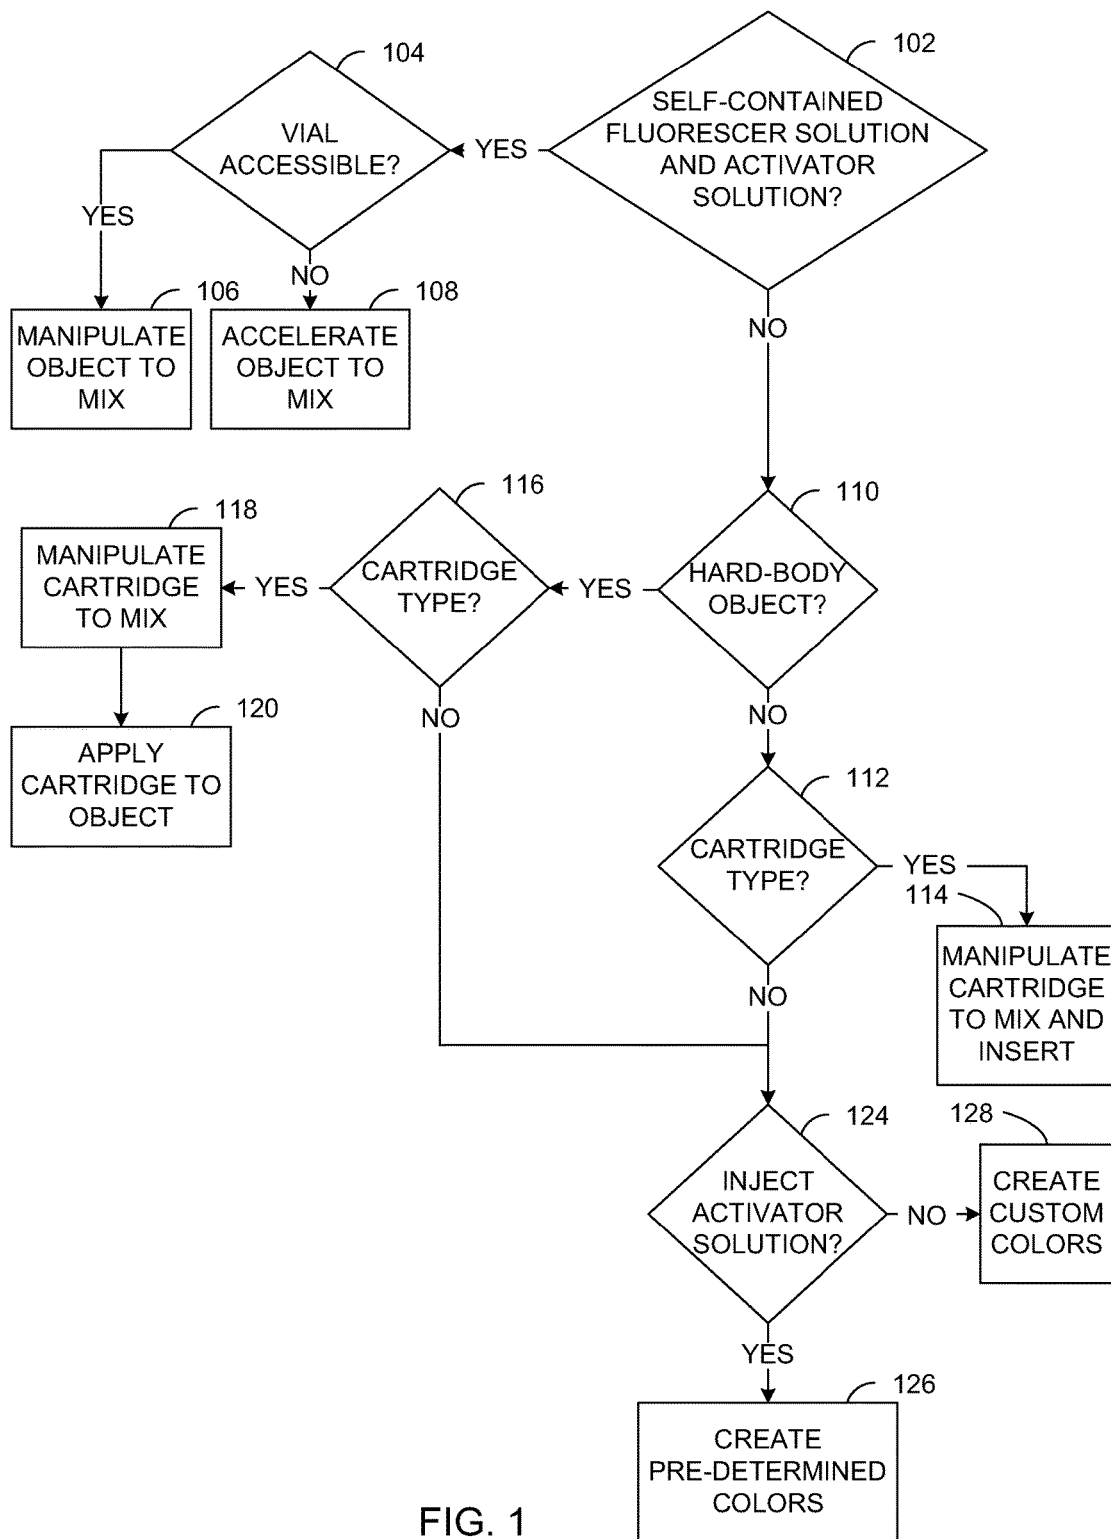 102
SELF-CONTAINED
FLUORESCER SOLUTION
AND ACTIVATOR
SOLUTION?
YES
104
VIAL
ACCESSIBLE?
YES
NO
106
MANIPULATE
OBJECT TO
MIX
108
ACCELERATE
OBJECT TO
MIX
NO
110
HARD-BODY
OBJECT?
YES
116
CARTRIDGE
TYPE?
YES
118
MANIPULATE
CARTRIDGE
TO MIX
120
APPLY
CARTRIDGE TO
OBJECT
NO
NO
112
CARTRIDGE
TYPE?
YES
114
MANIPULATE
CARTRIDGE
TO MIX AND
INSERT
NO
124
INJECT
ACTIVATOR
SOLUTION?
NO
128
CREATE
CUSTOM
COLORS
YES
126
CREATE
PRE-DETERMINED
COLORS
FIG. 1